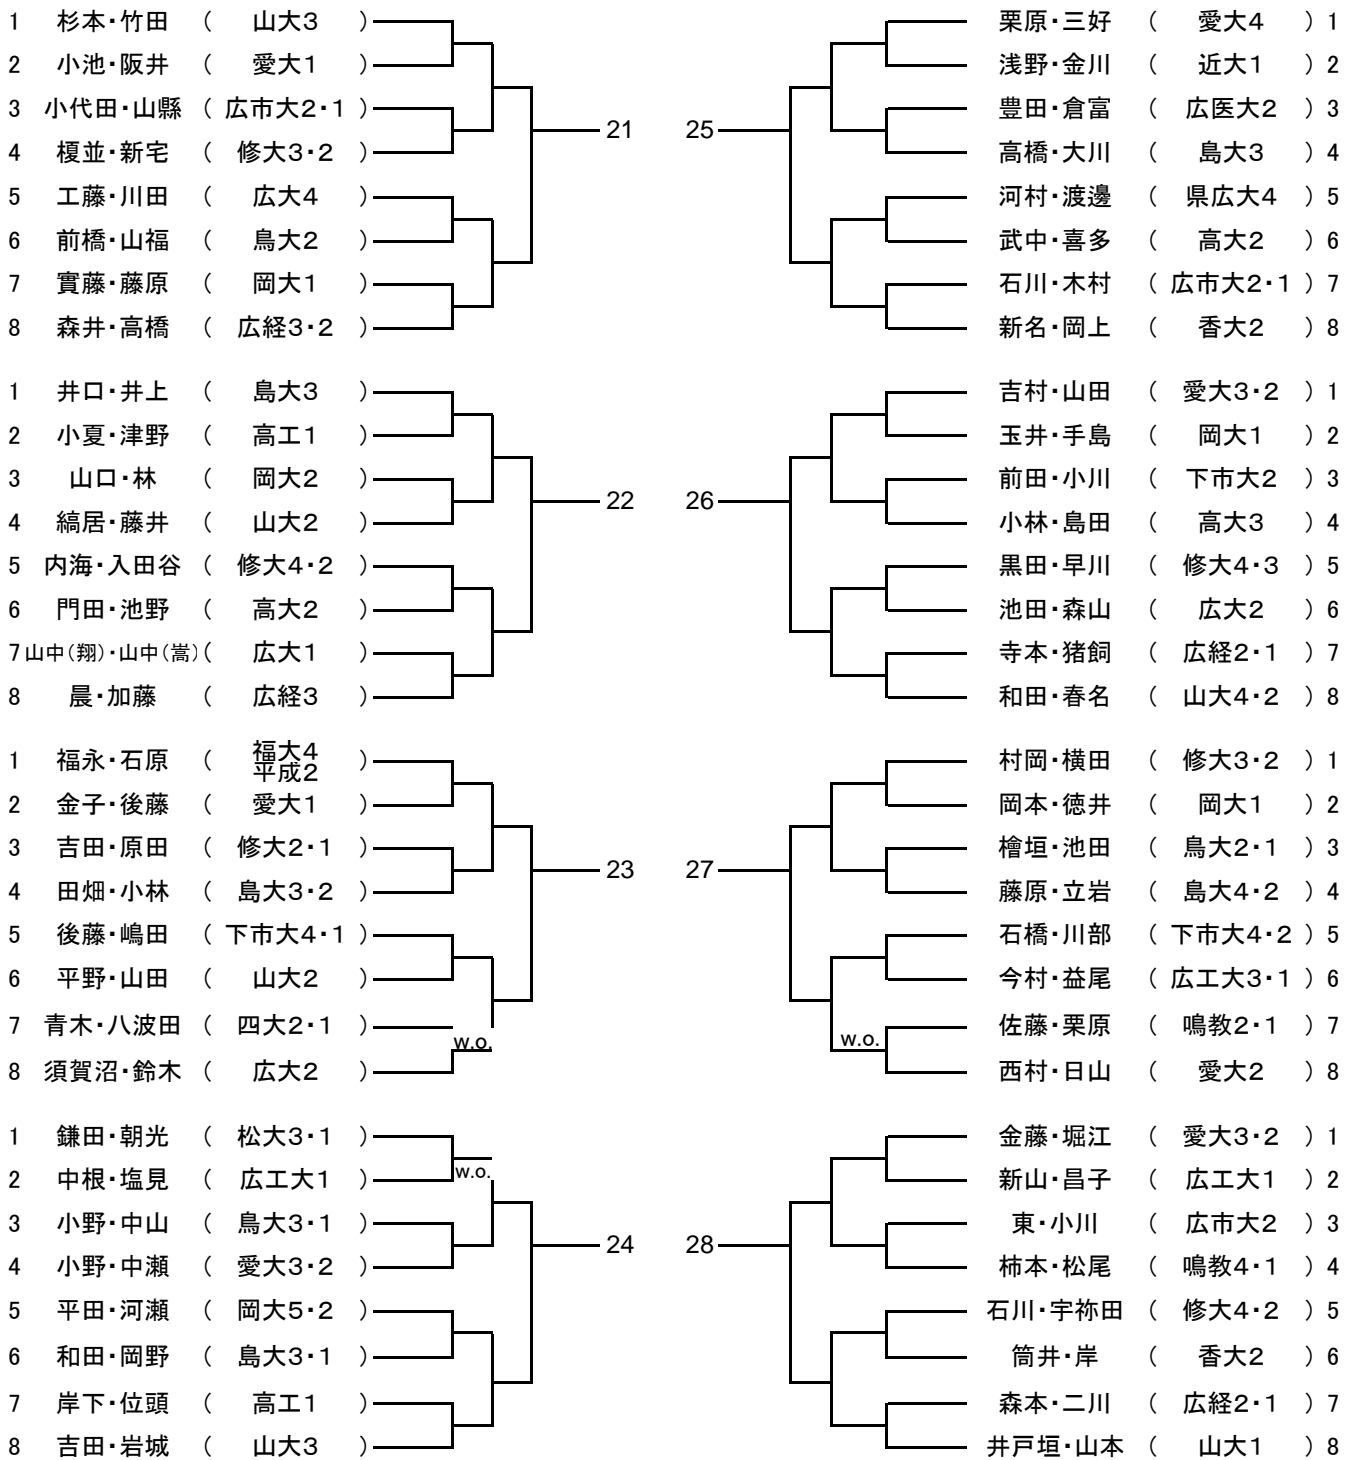 1 杉本・竹田 ( 山大3 )
2 小池・阪井 ( 愛大1 )
3 小代田・山縣 ( 広市大2・1 )
4 榎並・新宅 ( 修大3・2 )
5 工藤・川田 ( 広大4 )
6 前橋・山福 ( 鳥大2 )
7 實藤・藤原 ( 岡大1 )
8 森井・高橋 ( 広経3・2 )
21
25
栗原・三好 ( 愛大4 ) 1
浅野・金川 ( 近大1 ) 2
豊田・倉富 ( 広医大2 ) 3
高橋・大川 ( 島大3 ) 4
河村・渡邊 ( 県広大4 ) 5
武中・喜多 ( 高大2 ) 6
石川・木村 ( 広市大2・1 ) 7
新名・岡上 ( 香大2 ) 8
1 井口・井上 ( 島大3 )
2 小夏・津野 ( 高工1 )
3 山口・林 ( 岡大2 )
4 縞居・藤井 ( 山大2 )
5 内海・入田谷 ( 修大4・2 )
6 門田・池野 ( 高大2 )
7 山中(翔)・山中(嵩) ( 広大1 )
8 晨・加藤 ( 広経3 )
22
26
吉村・山田 ( 愛大3・2 ) 1
玉井・手島 ( 岡大1 ) 2
前田・小川 ( 下市大2 ) 3
小林・島田 ( 高大3 ) 4
黒田・早川 ( 修大4・3 ) 5
池田・森山 ( 広大2 ) 6
寺本・猪飼 ( 広経2・1 ) 7
和田・春名 ( 山大4・2 ) 8
1 福永・石原 ( 福大4 平成2 )
2 金子・後藤 ( 愛大1 )
3 吉田・原田 ( 修大2・1 )
4 田畑・小林 ( 島大3・2 )
5 後藤・嶋田 ( 下市大4・1 )
6 平野・山田 ( 山大2 )
7 青木・八波田 ( 四大2・1 )
w.o.
8 須賀沼・鈴木 ( 広大2 )
23
27
村岡・横田 ( 修大3・2 ) 1
岡本・徳井 ( 岡大1 ) 2
檜垣・池田 ( 鳥大2・1 ) 3
藤原・立岩 ( 島大4・2 ) 4
石橋・川部 ( 下市大4・2 ) 5
今村・益尾 ( 広工大3・1 ) 6
佐藤・栗原 ( 鳴教2・1 ) 7
w.o.
西村・日山 ( 愛大2 ) 8
1 鎌田・朝光 ( 松大3・1 )
w.o.
2 中根・塩見 ( 広工大1 )
3 小野・中山 ( 鳥大3・1 )
4 小野・中瀬 ( 愛大3・2 )
5 平田・河瀬 ( 岡大5・2 )
6 和田・岡野 ( 島大3・1 )
7 岸下・位頭 ( 高工1 )
8 吉田・岩城 ( 山大3 )
24
28
金藤・堀江 ( 愛大3・2 ) 1
新山・昌子 ( 広工大1 ) 2
東・小川 ( 広市大2 ) 3
柿本・松尾 ( 鳴教4・1 ) 4
石川・宇祢田 ( 修大4・2 ) 5
筒井・岸 ( 香大2 ) 6
森本・二川 ( 広経2・1 ) 7
井戸垣・山本 ( 山大1 ) 8